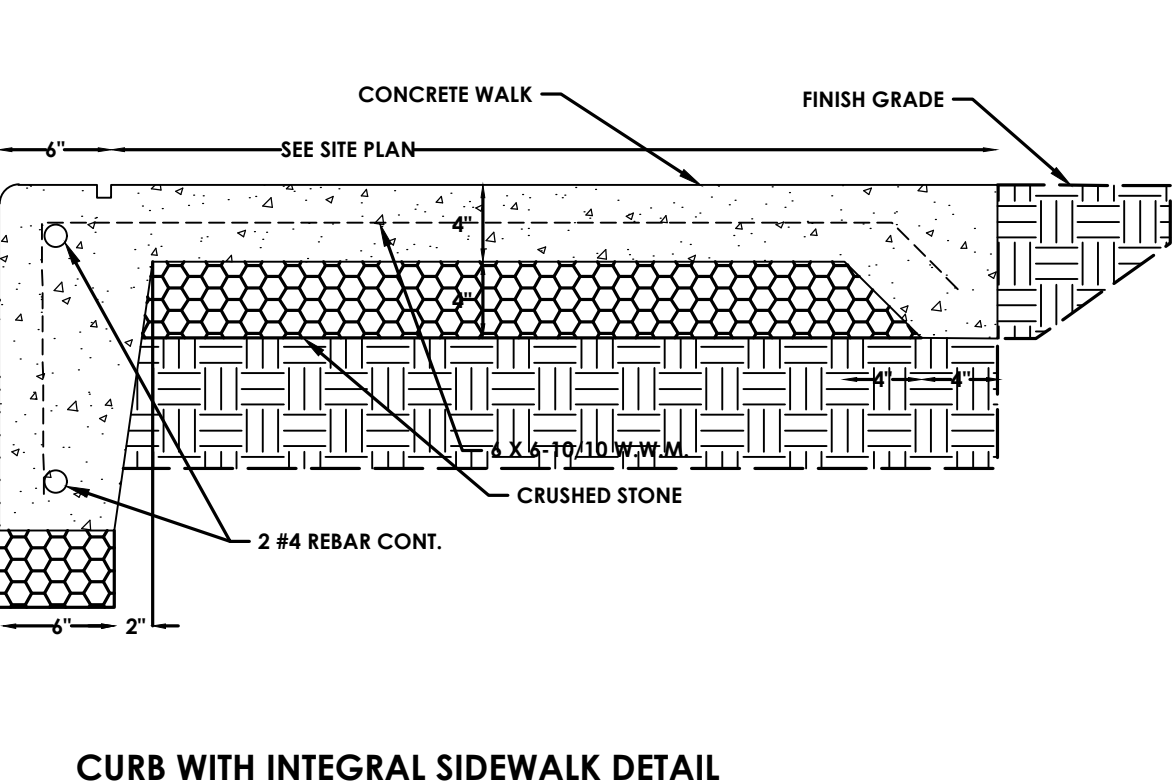 CONCRETE WALK
FINISH GRADE
6"
SEE SITE PLAN
4"
4"
4"
4"
6 X 6-10/10 W.W.M.
CRUSHED STONE
2 #4 REBAR CONT.
6"
2"
CURB WITH INTEGRAL SIDEWALK DETAIL